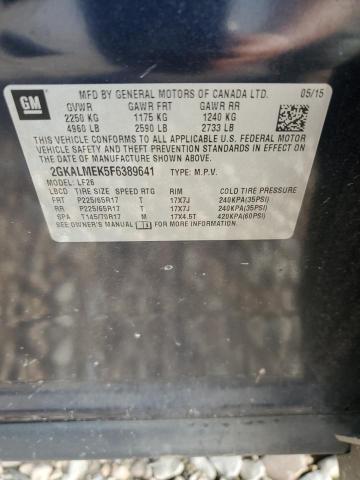 GM
MFD BY GENERAL MOTORS OF CANADA LTD. 05/15
GVWR GAWR FRT GAWR RR
2250 KG 1175 KG 1240 KG
4960 LB 2590 LB 2733 LB
THIS VEHICLE CONFORMS TO ALL APPLICABLE U.S. FEDERAL MOTOR
VEHICLE SAFETY AND THEFT PREVENTION STANDARDS IN EFFECT ON
THE DATE OF MANUFACTURE SHOWN ABOVE.
2GKALMEK5F6389641 TYPE: M.P.V.
MODEL: LF26
LBCD TIRE SIZE SPEED RTG RIM COLD TIRE PRESSURE
FRT P225/65R17 T 17X7J 240KPA(35PSI)
RR P225/65R17 T 17X7J 240KPA(35PSI)
SPA T145/70R17 M 17X4.5T 420KPA(60PSI)
SEE OWNER'S MANUAL FOR MORE INFORMATION.